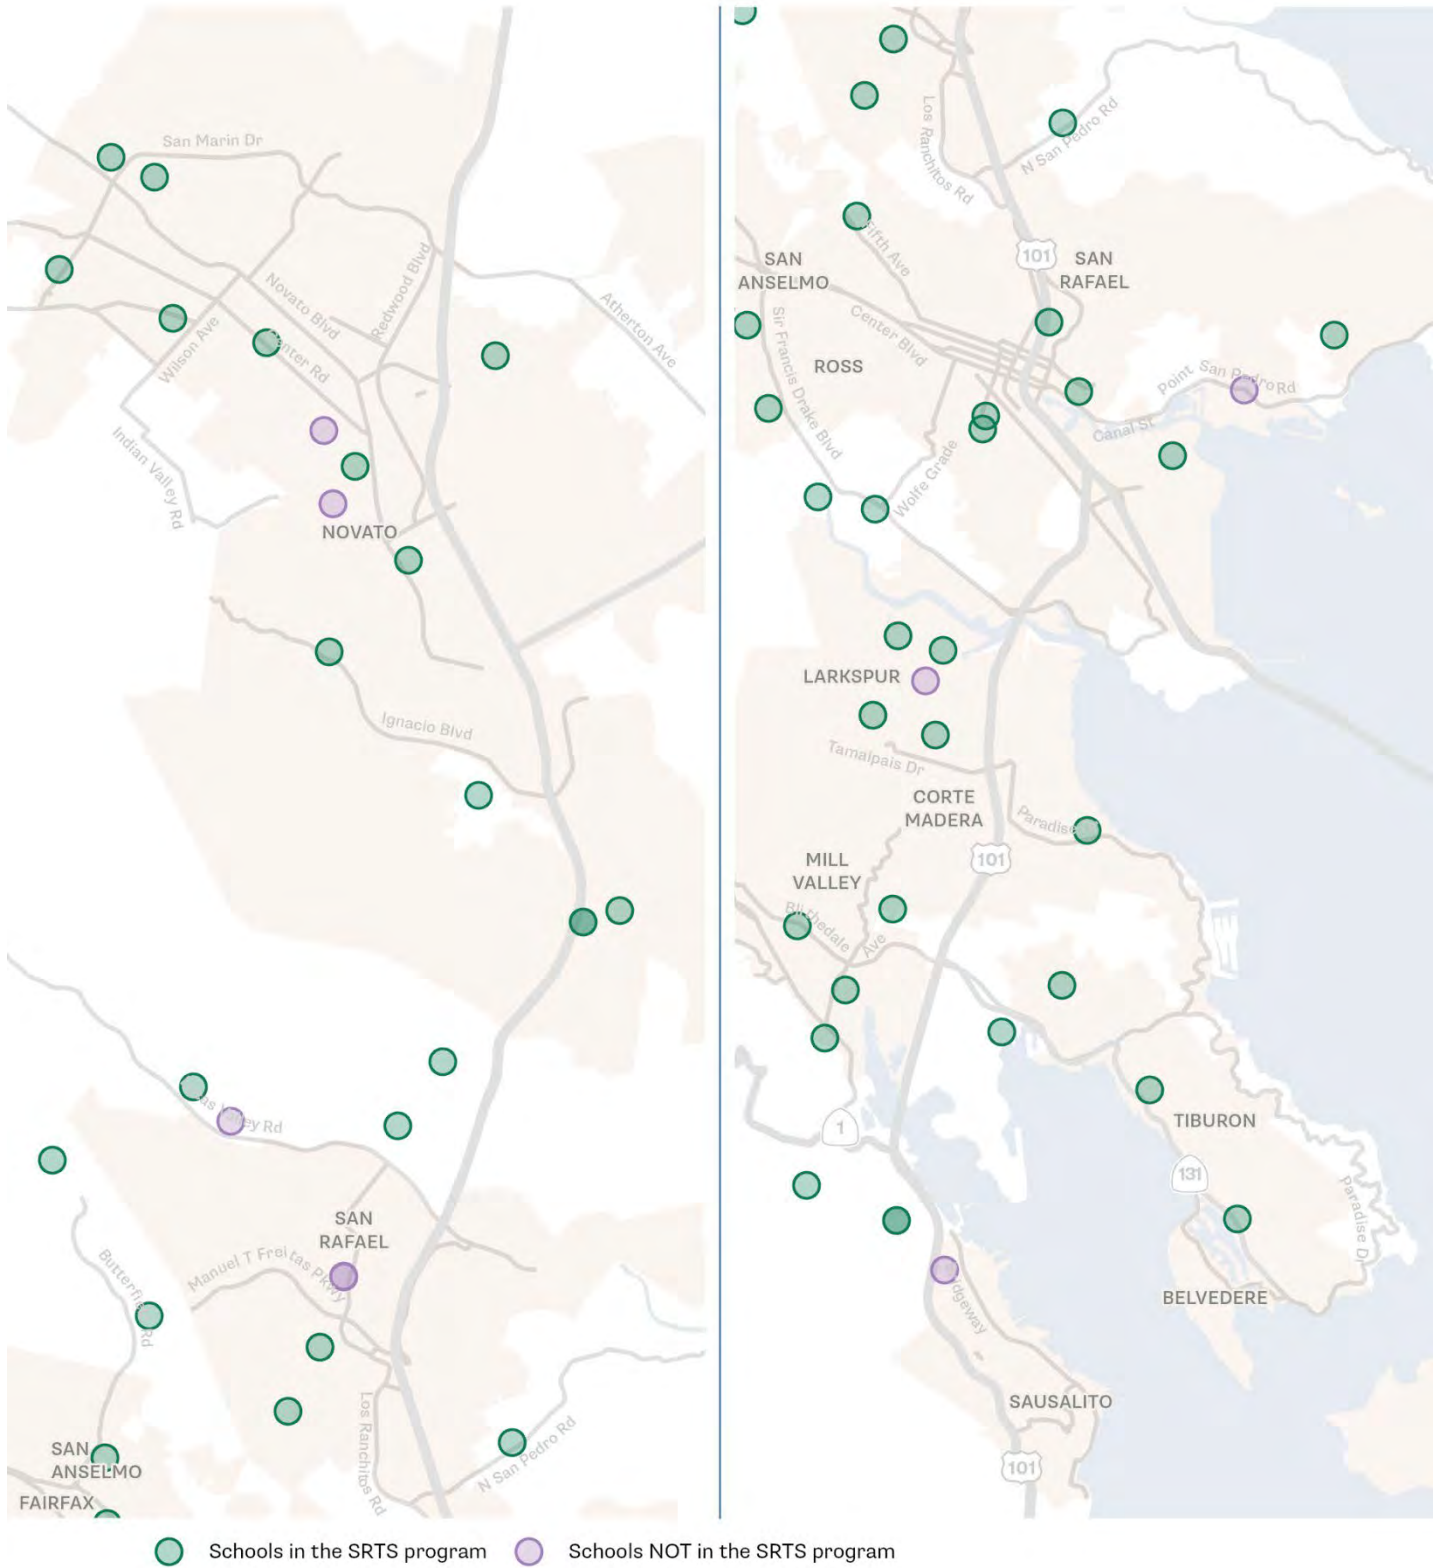 San Marin Dr
Novato Blvd
Redwood Blvd
Atherton Ave
Wilson Ave
Center Rd
Indian Valley Rd
NOVATO
Ignacio Blvd
Valley Rd
SAN
RAFAEL
Manuel T Freitas Pkwy
Butterfield Rd
Los Ranchitos Rd
N San Pedro Rd
SAN
ANSELMO
FAIRFAX
Los Ranchitos Rd
N San Pedro Rd
Fifth Ave
SAN
ANSELMO
101
SAN
RAFAEL
Center Blvd
Sir Francis Drake Blvd
ROSS
Point San Pedro Rd
Canal St
Wolfe Grade
LARKSPUR
Tamalpais Dr
CORTE
MADERA
Paradise
101
MILL
VALLEY
Blithedale Ave
1
TIBURON
131
Paradise Dr
BELVEDERE
SAUSALITO
101
Schools in the SRTS program
Schools NOT in the SRTS program